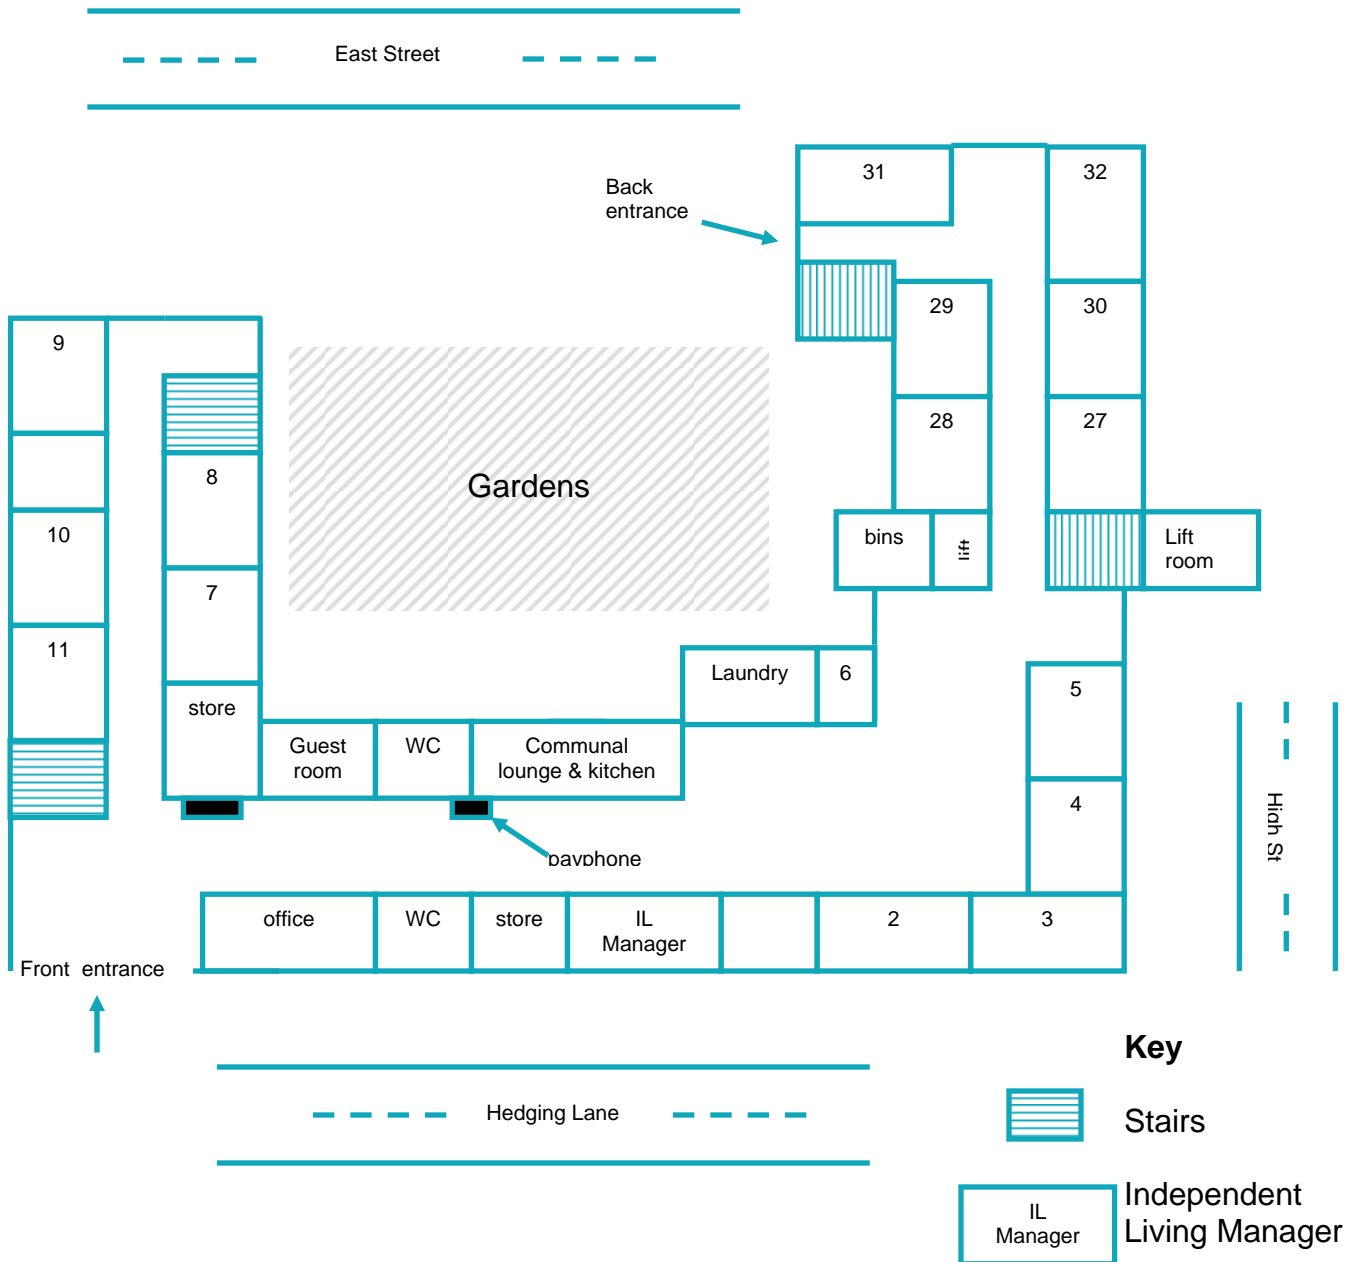 East Street
31
32
Back
entrance
29
30
9
28
27
8
Gardens
10
bins
lift
Lift
room
7
11
Laundry
6
5
store
Guest
room
WC
Communal
lounge & kitchen
4
High St
payphone
office
WC
store
IL
Manager
2
3
Front entrance
Key
Hedging Lane
Stairs
IL
Manager
Independent
Living Manager